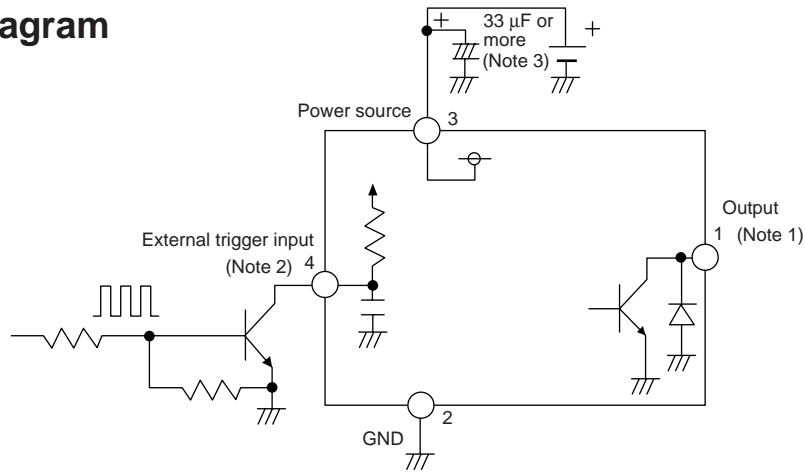 agram
+
33 μF or
more
(Note 3)
+
Power source
3
Output
1
(Note 1)
External trigger input
(Note 2)
4
2
GND